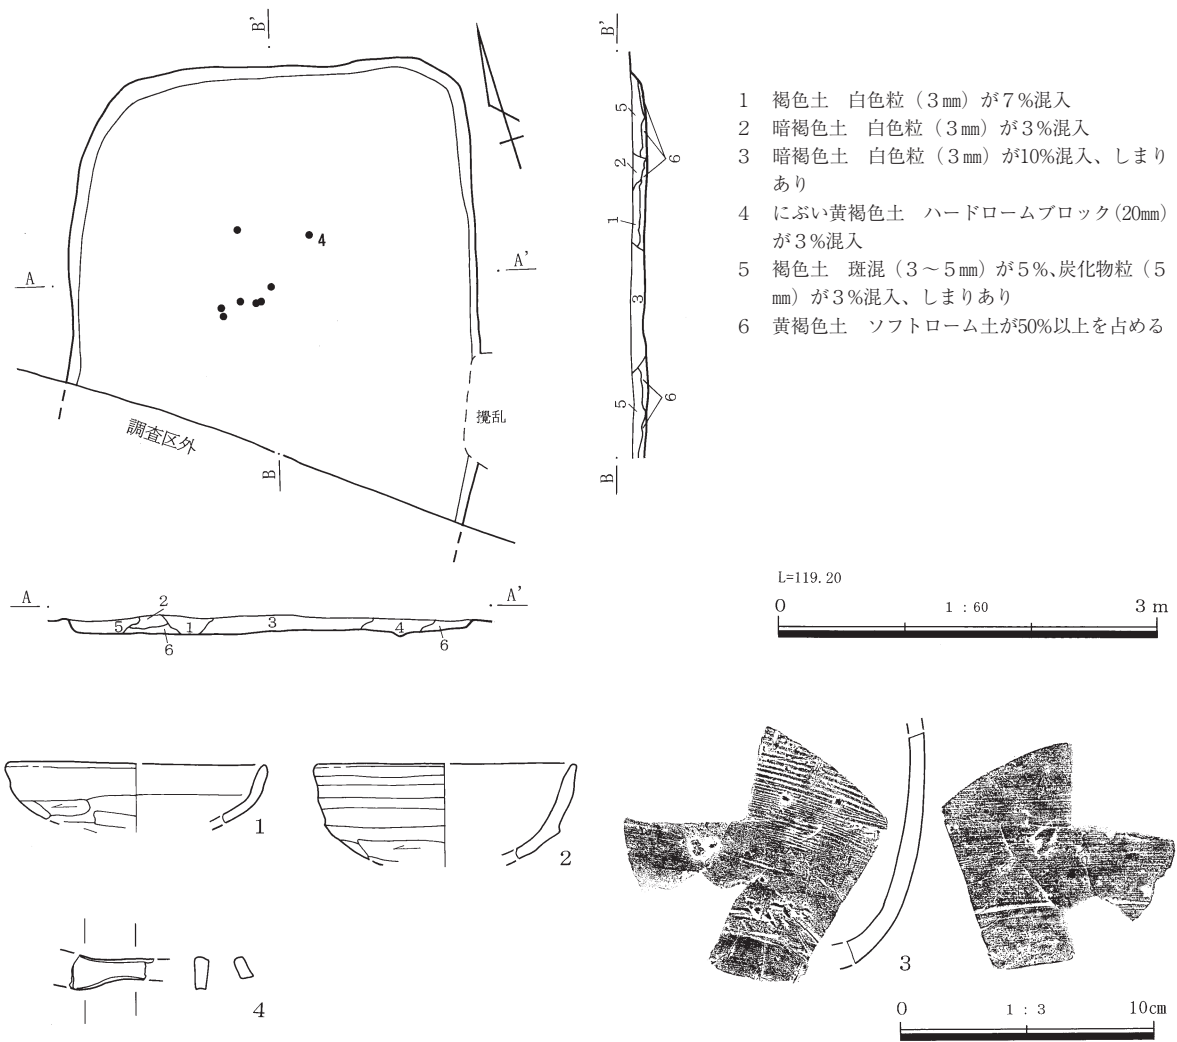 B'
B'
1 褐色土 白色粒（3㎜）が7％混入
2 暗褐色土 白色粒（3㎜）が3％混入
3 暗褐色土 白色粒（3㎜）が10％混入、しまり
あり
4 にぶい黄褐色土 ハードロームブロック（20㎜）
が3％混入
5 褐色土 斑混（3～5㎜）が5％、炭化物粒（5
㎜）が3％混入、しまりあり
6 黄褐色土 ソフトローム土が50％以上を占める
5
6
2
1
3
5
6
B
4
A
A'
攪乱
調査区外
B
A
A'
2
5
1
3
4
6
6
L=119.20
0 1：60 3 m
1
2
3
4
0 1：3 10cm